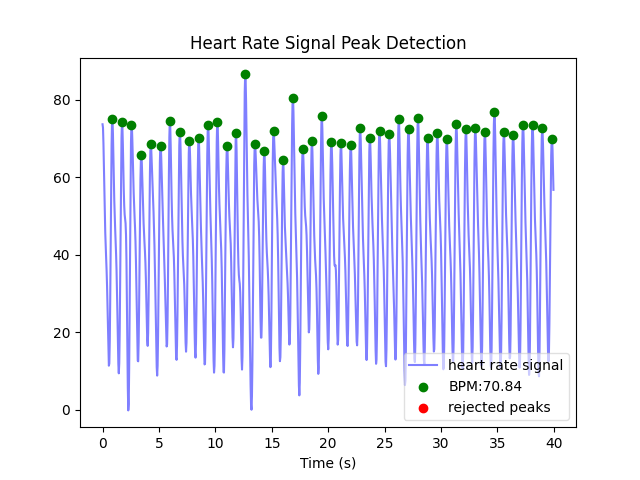 Heart Rate Signal Peak Detection
80
60
40
20
0
heart rate signal
BPM:70.84
rejected peaks
0 5 10 15 20 25 30 35 40
Time (s)